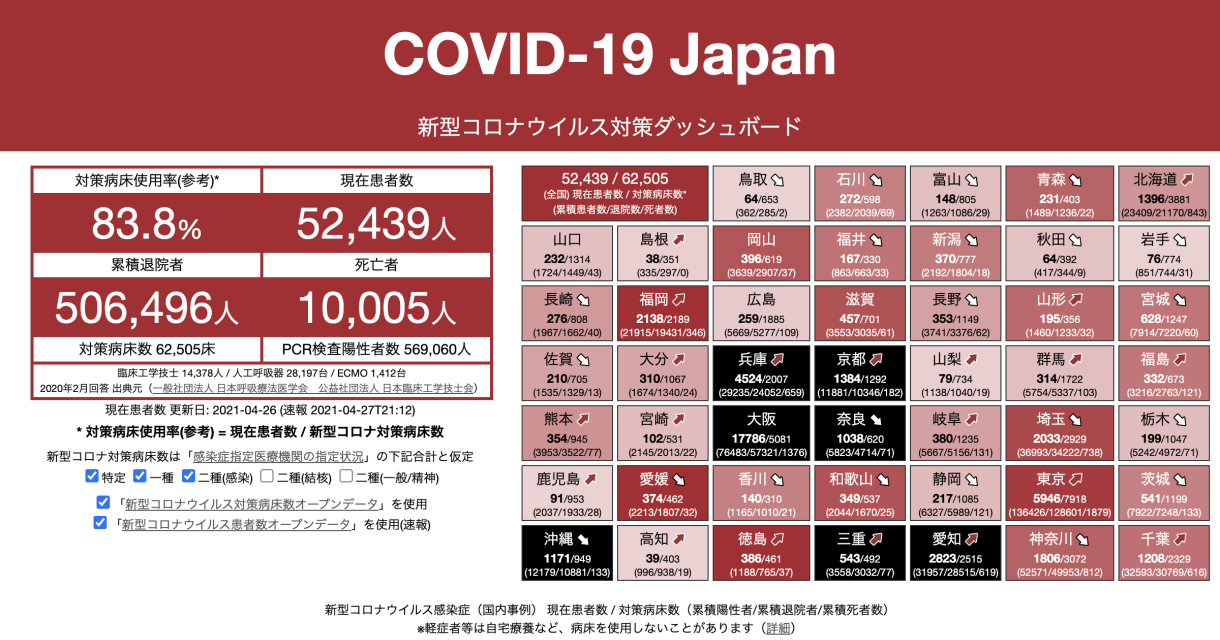 COVID-19 Japan
新型コロナウイルス対策ダッシュボード
対策病床使用率(参考)*
現在患者数
83.8%
52,439人
累積退院者
死亡者
506,496人
10,005人
対策病床数 62,505床
PCR検査陽性者数 569,060人
臨床工学技士 14,378人 / 人工呼吸器 28,197台 / ECMO 1,412台
2020年2月回答 出典元（一般社団法人 日本呼吸療法医学会　公益社団法人 日本臨床工学技士会）
現在患者数 更新日: 2021-04-26 (速報 2021-04-27T21:12)
* 対策病床使用率(参考) = 現在患者数 / 新型コロナ対策病床数
新型コロナ対策病床数は「感染症指定医療機関の指定状況」の下記合計と仮定
特定 一種 二種(感染) 二種(結核) 二種(一般/精神)
「新型コロナウイルス対策病床数オープンデータ」を使用
「新型コロナウイルス患者数オープンデータ」を使用(速報)
52,439 / 62,505
(全国) 現在患者数 / 対策病床数*
(累積患者数/退院数/死者数)
鳥取
64/653
(362/285/2)
石川
272/598
(2382/2039/69)
富山
148/805
(1263/1086/29)
青森
231/403
(1489/1236/22)
北海道
1396/3881
(23409/21170/843)
山口
232/1314
(1724/1449/43)
島根
38/351
(335/297/0)
岡山
396/619
(3639/2907/37)
福井
167/330
(863/663/33)
新潟
370/777
(2192/1804/18)
秋田
64/392
(417/344/9)
岩手
76/774
(851/744/31)
長崎
276/808
(1967/1662/40)
福岡
2138/2189
(21915/19431/346)
広島
259/1885
(5669/5277/109)
滋賀
457/701
(3553/3035/61)
長野
353/1149
(3741/3376/62)
山形
195/356
(1460/1233/32)
宮城
628/1247
(7914/7220/60)
佐賀
210/705
(1535/1329/13)
大分
310/1067
(1674/1340/24)
兵庫
4524/2007
(29235/24052/659)
京都
1384/1292
(11881/10346/182)
山梨
79/734
(1138/1040/19)
群馬
314/1722
(5754/5337/103)
福島
332/673
(3216/2763/121)
熊本
354/945
(3953/3522/77)
宮崎
102/531
(2145/2013/22)
大阪
17786/5081
(76483/57321/1376)
奈良
1038/620
(5823/4714/71)
岐阜
380/1235
(5667/5156/131)
埼玉
2033/2929
(36993/34222/738)
栃木
199/1047
(5242/4972/71)
鹿児島
91/953
(2037/1933/28)
愛媛
374/462
(2213/1807/32)
香川
140/310
(1165/1010/21)
和歌山
349/537
(2044/1670/25)
静岡
217/1085
(6327/5989/121)
東京
5946/7918
(136426/128601/1879)
茨城
541/1199
(7922/7248/133)
沖縄
1171/949
(12179/10881/133)
高知
39/403
(996/938/19)
徳島
386/461
(1188/765/37)
三重
543/492
(3558/3032/77)
愛知
2823/2515
(31957/28515/619)
神奈川
1806/3072
(52571/49953/812)
千葉
1208/2329
(32593/30769/616)
新型コロナウイルス感染症（国内事例） 現在患者数 / 対策病床数（累積陽性者/累積退院者/累積死者数）
※軽症者等は自宅療養など、病床を使用しないことがあります（詳細）